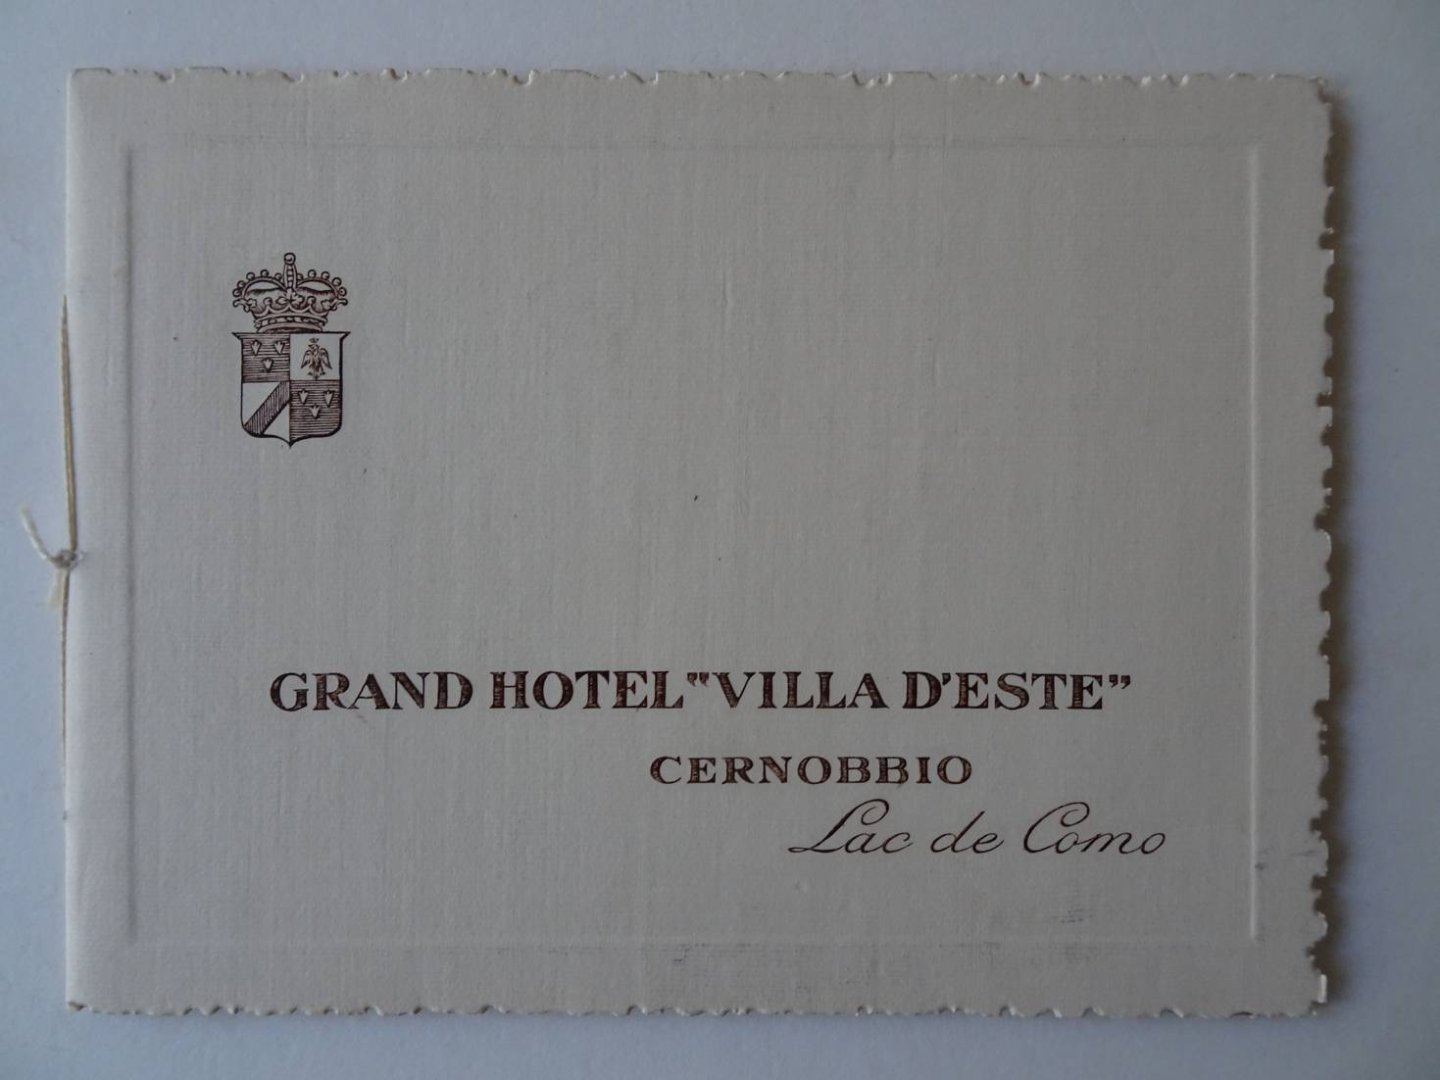 GRAND HOTEL "VILLA D'ESTE"
CERNOBBIO
Lac de Como